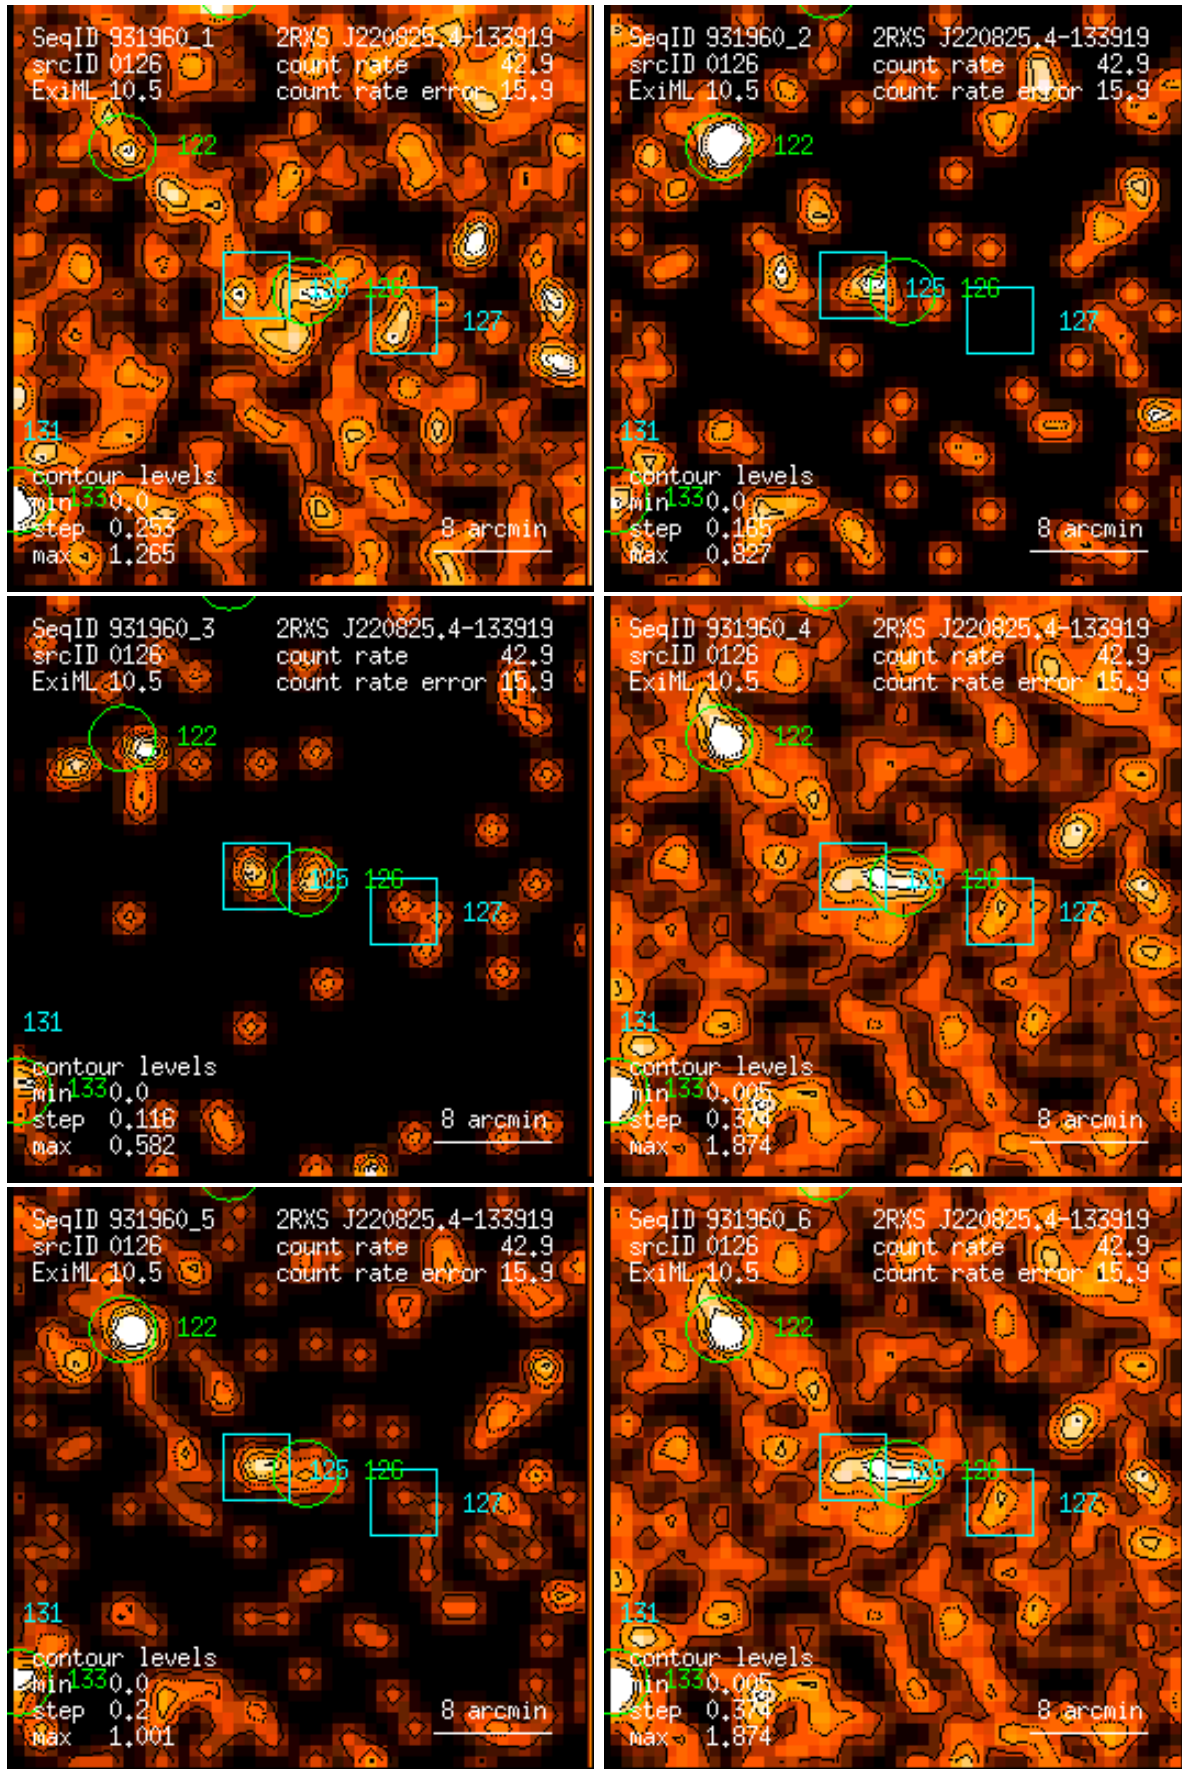 SeqID 931960_1 2RXS J220825.4-133919
srcID 0126 count rate 42.9
ExiML 10.5 count rate error 15.9
122
125 126
127
131
contour levels
min 0.0
133
step 0.253 8 arcmin
max 1.265
SeqID 931960_2 2RXS J220825.4-133919
srcID 0126 count rate 42.9
ExiML 10.5 count rate error 15.9
122
125 126
127
131
contour levels
min 0.0
133
step 0.165 8 arcmin
max 0.827
SeqID 931960_3 2RXS J220825.4-133919
srcID 0126 count rate 42.9
ExiML 10.5 count rate error 15.9
122
125 126
127
131
contour levels
min 0.0
133
step 0.116 8 arcmin
max 0.582
SeqID 931960_4 2RXS J220825.4-133919
srcID 0126 count rate 42.9
ExiML 10.5 count rate error 15.9
122
125 126
127
131
contour levels
min 0.005
133
step 0.374 8 arcmin
max 1.874
SeqID 931960_5 2RXS J220825.4-133919
srcID 0126 count rate 42.9
ExiML 10.5 count rate error 15.9
122
125 126
127
131
contour levels
min 0.0
133
step 0.2 8 arcmin
max 1.001
SeqID 931960_6 2RXS J220825.4-133919
srcID 0126 count rate 42.9
ExiML 10.5 count rate error 15.9
122
125 126
127
131
contour levels
min 0.005
133
step 0.374 8 arcmin
max 1.874